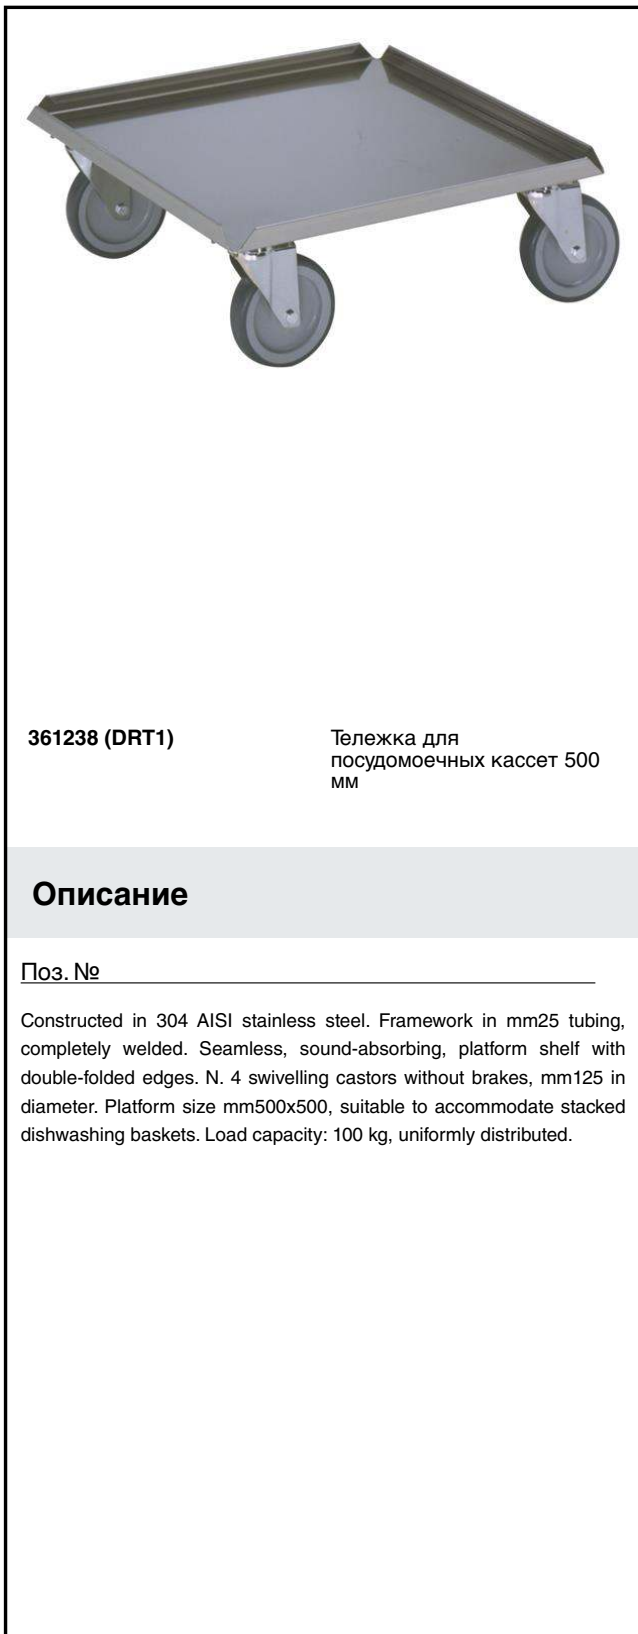 361238 (DRT1)
Тележка для
посудомоечных кассет 500
мм
Описание
Поз. №
Constructed in 304 AISI stainless steel. Framework in mm25 tubing,
completely welded. Seamless, sound-absorbing, platform shelf with
double-folded edges. N. 4 swivelling castors without brakes, mm125 in
diameter. Platform size mm500x500, suitable to accommodate stacked
dishwashing baskets. Load capacity: 100 kg, uniformly distributed.